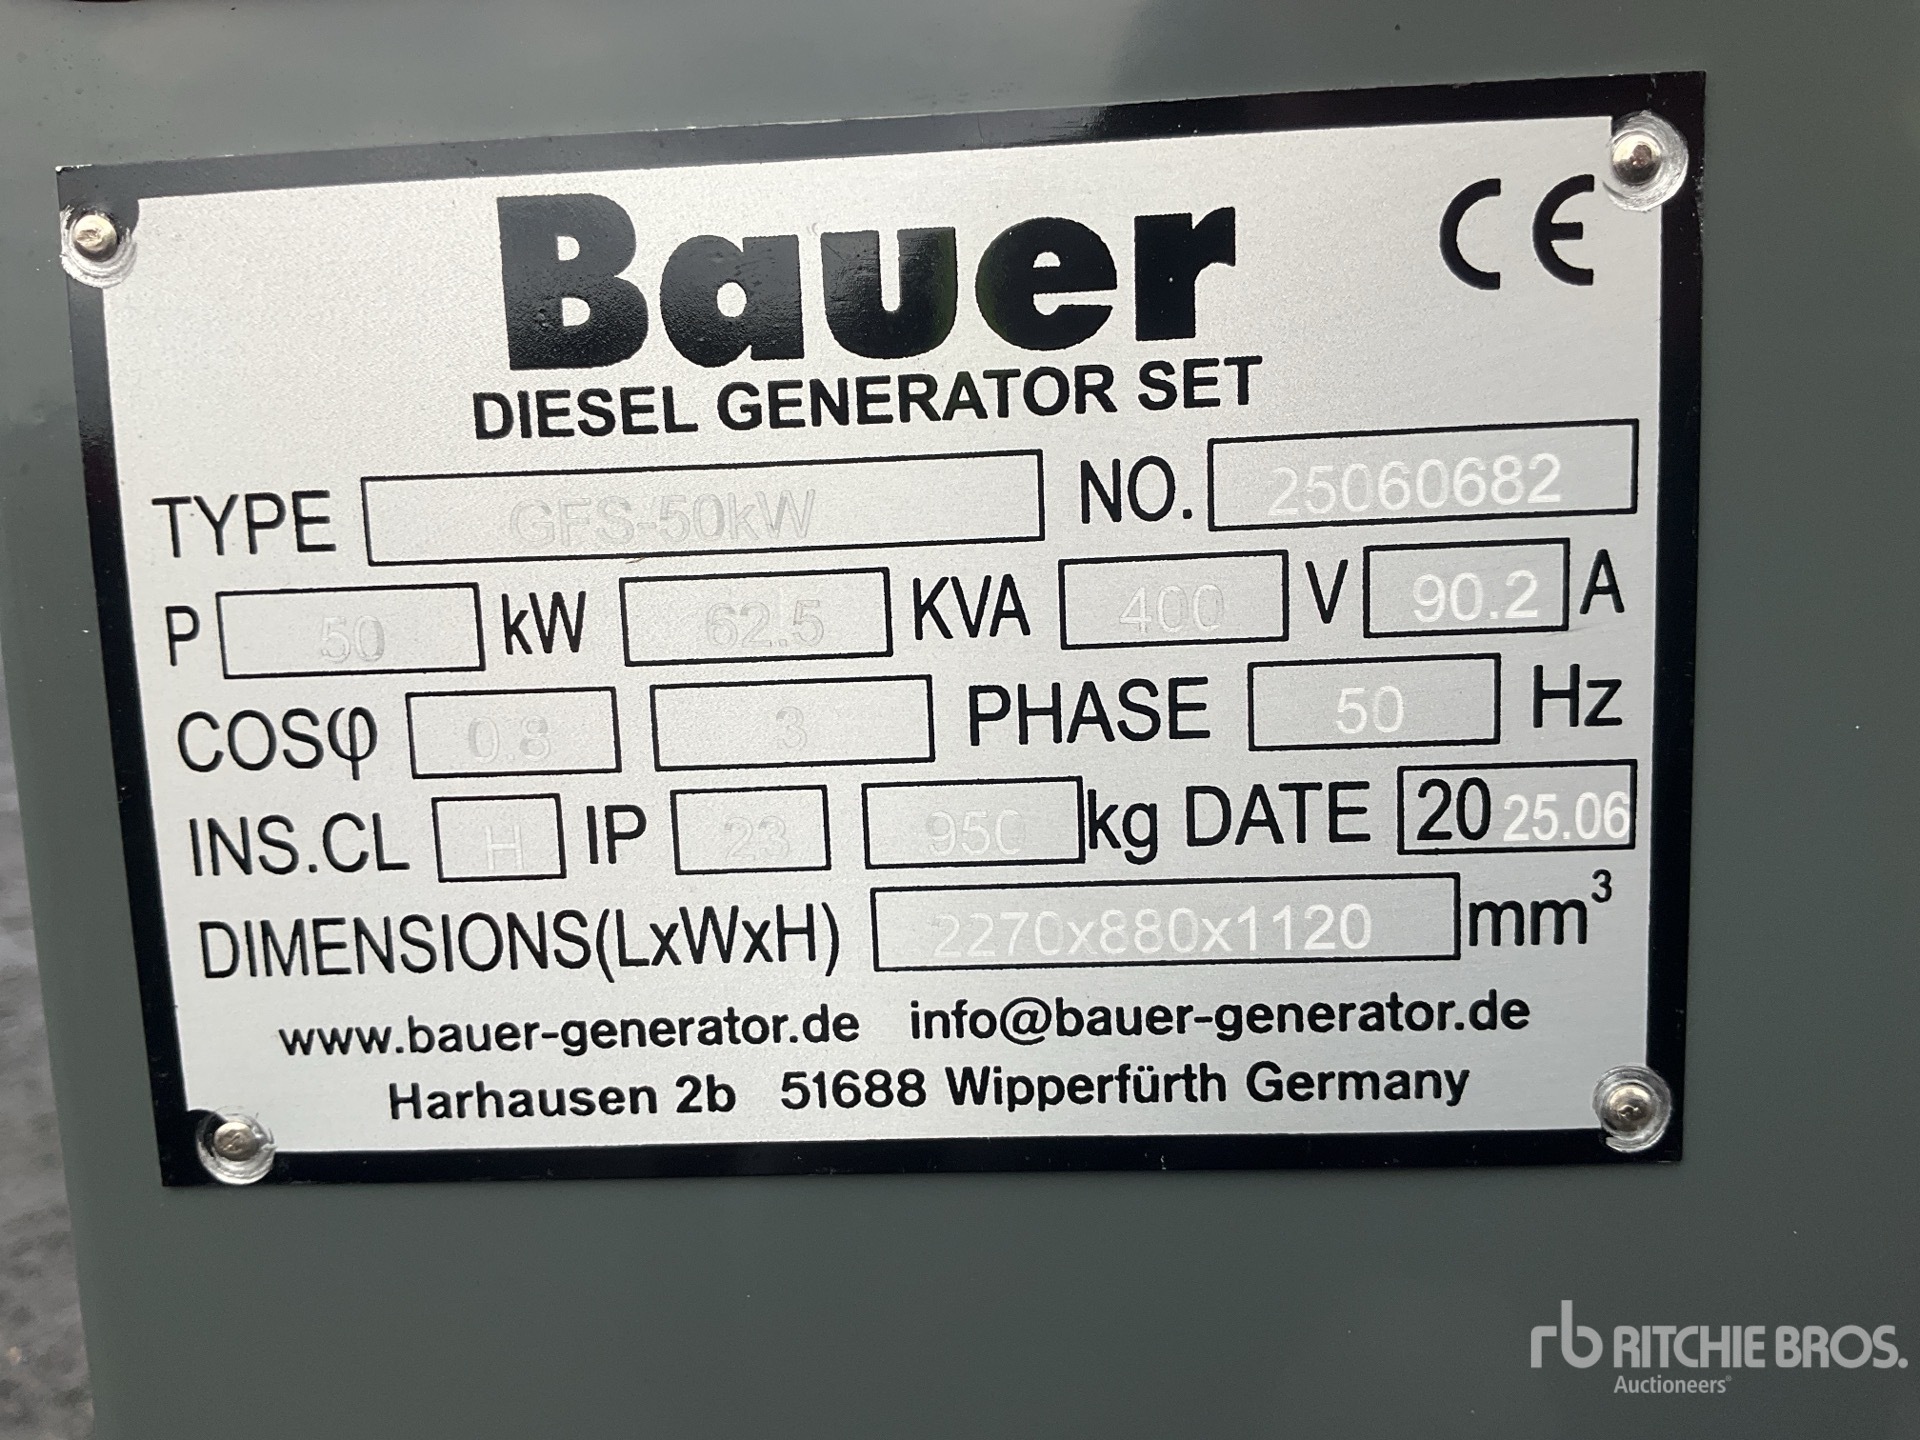 Bauer CE
DIESEL GENERATOR SET
TYPE GFS-50kW NO. 25060682
P 50 kW 62.5 KVA 400 V 90.2 A
COSφ 0.8 3 PHASE 50 Hz
INS.CL H IP 23 950 kg DATE 2025.06
DIMENSIONS(LxWxH) 2270x880x1120 mm³
www.bauer-generator.de info@bauer-generator.de
Harhausen 2b 51688 Wipperfürth Germany
rb RITCHIE BROS.
Auctioneers®